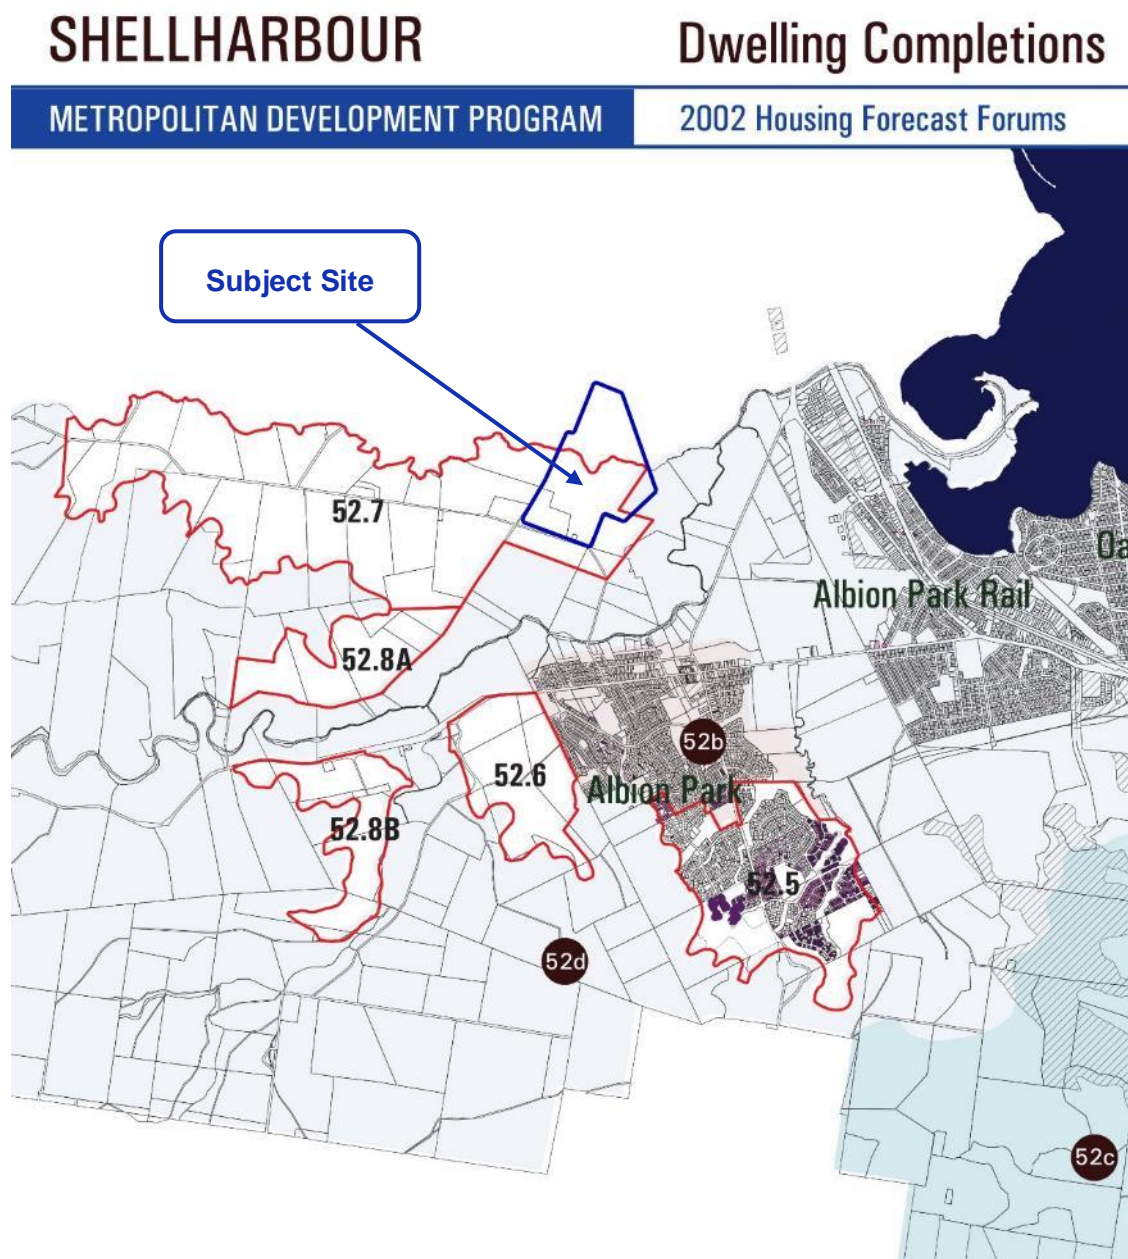 SHELLHARBOUR
Dwelling Completions
METROPOLITAN DEVELOPMENT PROGRAM
2002 Housing Forecast Forums
Subject Site
52.7
Oa
Albion Park Rail
52.8A
52b
52.6
Albion Park
52.8B
52.5
52d
52c